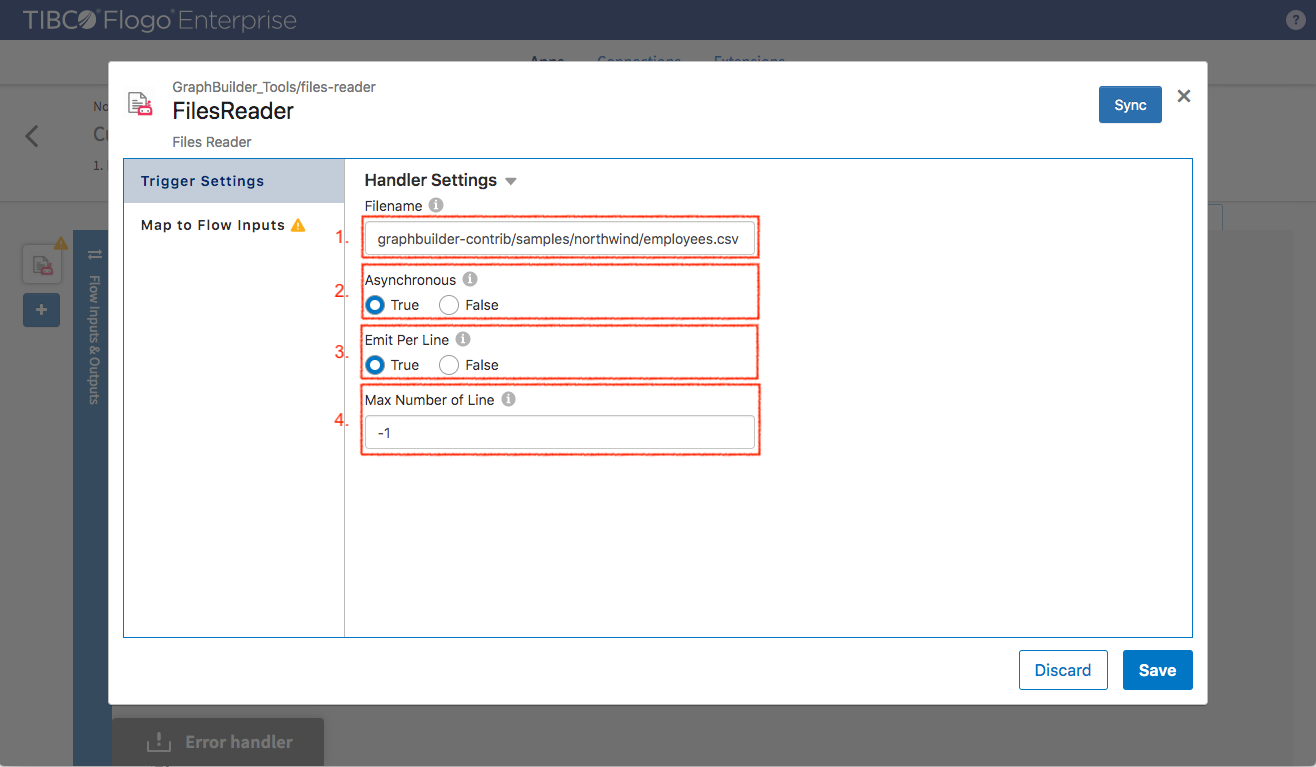 TIBCO Flogo Enterprise
?
Apps Connections Extensions
GraphBuilder_Tools/files-reader
FilesReader
Sync
Files Reader
1.
Trigger Settings
Handler Settings
Filename
Map to Flow Inputs
1. graphbuilder-contrib/samples/northwind/employees.csv
Asynchronous
2.
True False
Emit Per Line
3.
True False
Max Number of Line
4.
-1
Flow Inputs & Outputs
Discard Save
Error handler